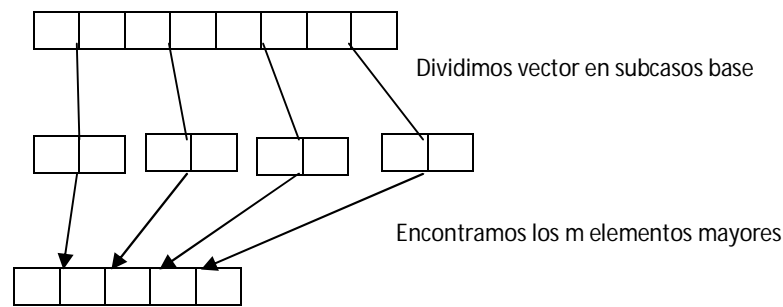 Dividimos vector en subcasos base
Encontramos los m elementos mayores